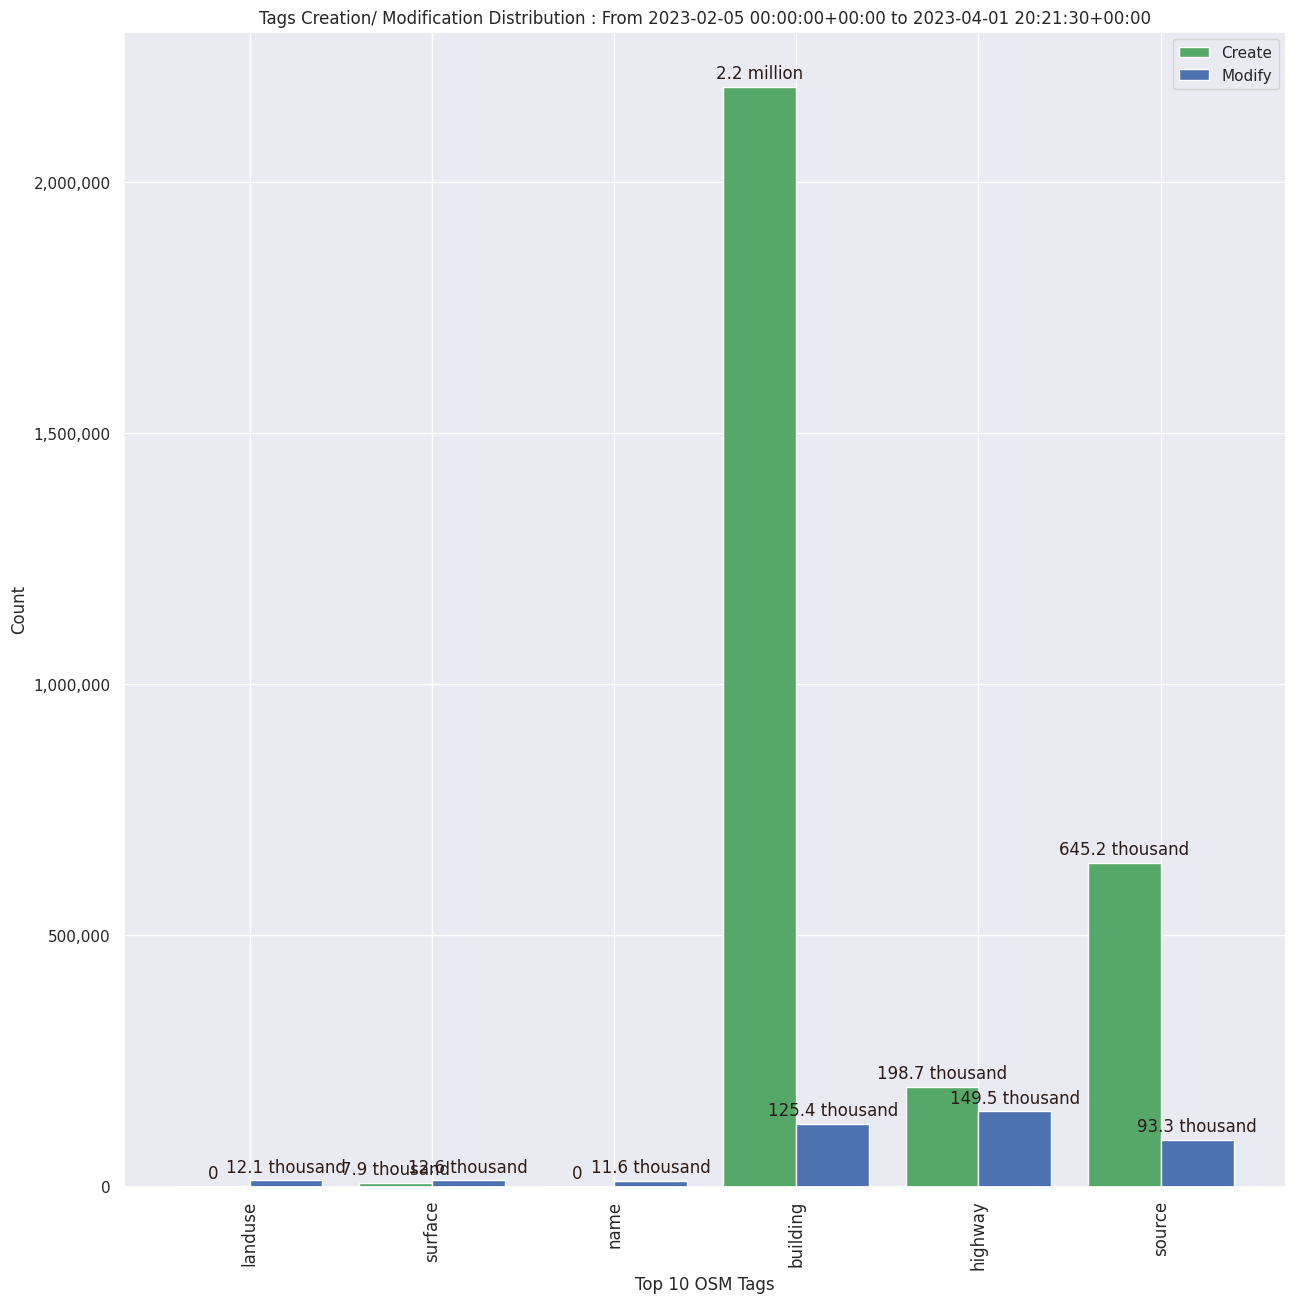 Tags Creation/ Modification Distribution : From 2023-02-05 00:00:00+00:00 to 2023-04-01 20:21:30+00:00
Create
Modify
2.2 million
2,000,000
1,500,000
1,000,000
645.2 thousand
500,000
198.7 thousand
149.5 thousand
125.4 thousand
93.3 thousand
0
12.1 thousand
7.9 thousand
12.6 thousand
0
11.6 thousand
0
Count
landuse
surface
name
building
highway
source
Top 10 OSM Tags